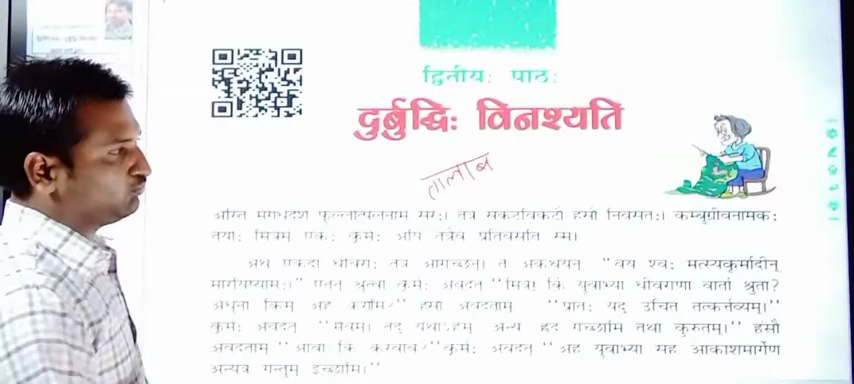 द्वितीयः पाठः
दुर्बुद्धिः विनश्यति
तालाब
अस्ति मगधदेशे फुल्लोत्पलनाम सरः। तत्र संकटविकटौ हंसौ निवसतः। कम्बुग्रीवनामकः
तयोः मित्रम् एकः कूर्मः अपि तत्रैव प्रतिवसति स्म।
अथ एकदा धीवराः तत्र आगच्छन्। ते अकथयन् "वयं श्वः मत्स्यकूर्मादीन्
मारयिष्यामः।" एतत् श्रुत्वा कूर्मः अवदत् "मित्रे! किं युवाभ्यां धीवराणां वार्ता श्रुता?
अधुना किम् अहं करोमि?" हंसौ अवदताम् "प्रातः यद् उचितं तत्कर्त्तव्यम्।"
कूर्मः अवदत् "मैवम्। तद् यथाऽहम् अन्यं ह्रदं गच्छामि तथा कुरुतम्।" हंसौ
अवदताम् "आवां किं करवाव?" कूर्मः अवदत् "अहं युवाभ्यां सह आकाशमार्गेण
अन्यत्र गन्तुम् इच्छामि।"